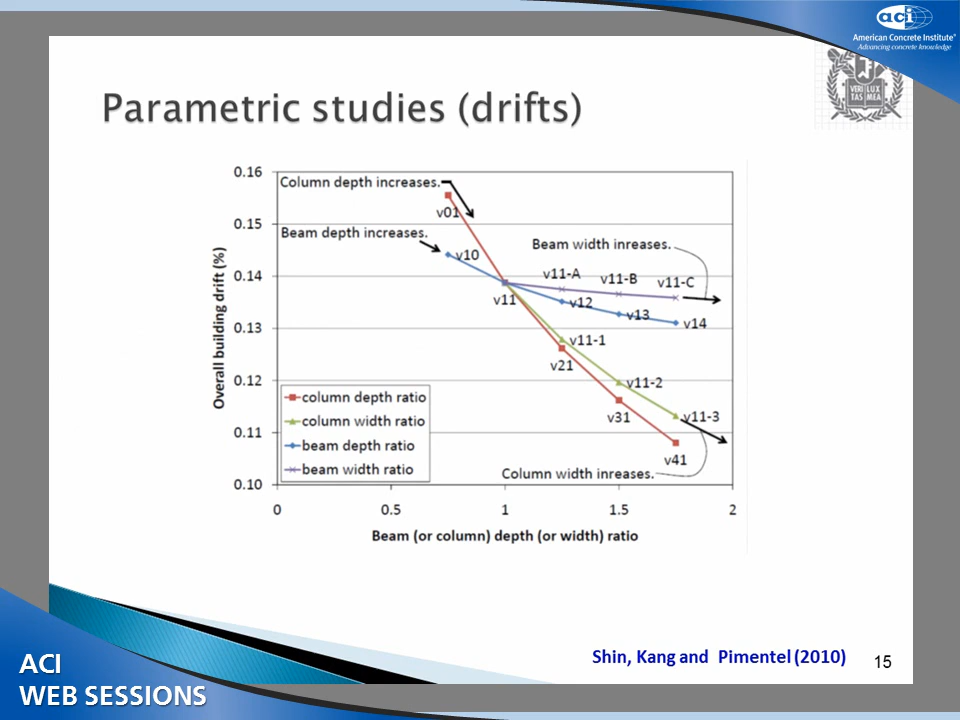 aci
American Concrete Institute®
Advancing concrete knowledge
VERI LUX
TAS MEA
Parametric studies (drifts)
0.16
0.15
0.14
0.13
0.12
0.11
0.10
Overall building drift (%)
Column depth increases.
v01
Beam depth increases.
v10
Beam width inreases.
v11-A
v11-B
v11-C
v11
v12
v13
v14
v11-1
v21
v11-2
v31
v11-3
v41
Column width inreases.
column depth ratio
column width ratio
beam depth ratio
beam width ratio
0
0.5
1
1.5
2
Beam (or column) depth (or width) ratio
Shin, Kang and Pimentel (2010)
15
ACI
WEB SESSIONS